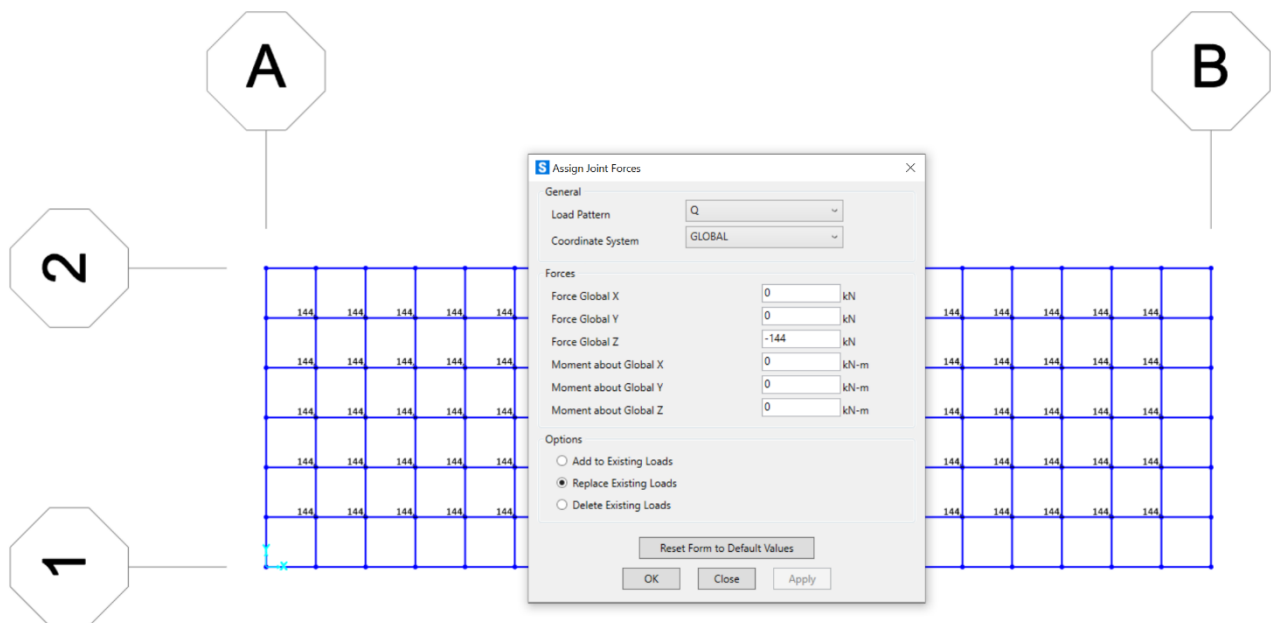 A
B
Assign Joint Forces
General
Load Pattern Q
Coordinate System GLOBAL
2
Forces
Force Global X 0 kN
144, 144, 144, 144, 144, 144, 144, 144, 144, 144,
Force Global Y 0 kN
Force Global Z -144 kN
144, 144, 144, 144, 144, Moment about Global X 0 kN-m 144, 144, 144, 144, 144,
Moment about Global Y 0 kN-m
144, 144, 144, 144, 144, Moment about Global Z 0 kN-m 144, 144, 144, 144, 144,
Options
144, 144, 144, 144, 144, Add to Existing Loads 144, 144, 144, 144, 144,
Replace Existing Loads
144, 144, 144, 144, 144, Delete Existing Loads 144, 144, 144, 144, 144,
Reset Form to Default Values
1
Y
X
OK Close Apply